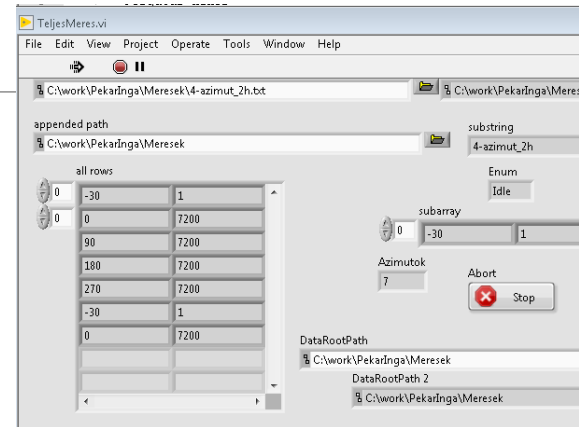 TeljesMeres.vi
File Edit View Project Operate Tools Window Help
C:\work\PekarInga\Meresek\4-azimut_2h.txt
C:\work\PekarInga\Meres
appended path
C:\work\PekarInga\Meresek
substring
4-azimut_2h
all rows
Enum
Idle
0 -30 1
0 0 7200
90 7200
180 7200
270 7200
-30 1
0 7200
subarray
0 -30 1
Azimutok
7
Abort
Stop
DataRootPath
C:\work\PekarInga\Meresek
DataRootPath 2
C:\work\PekarInga\Meresek